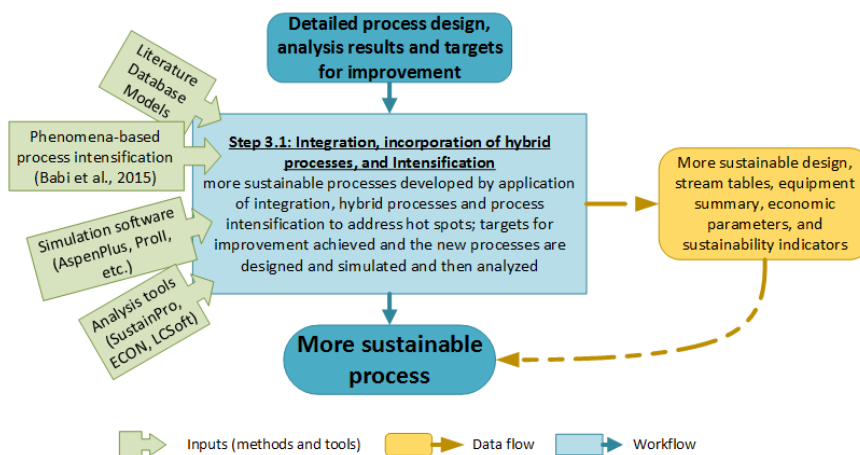 Detailed process design,
analysis results and targets
for improvement
Literature
Database
Models
Phenomena-based
process intensification
(Babi et al., 2015)
Simulation software
(AspenPlus, ProII,
etc.)
Analysis tools
(SustainPro,
ECON, LCSoft)
Step 3.1: Integration, incorporation of hybrid
processes, and Intensification
more sustainable processes developed by application
of integration, hybrid processes and process
intensification to address hot spots; targets for
improvement achieved and the new processes are
designed and simulated and then analyzed
More sustainable design,
stream tables, equipment
summary, economic
parameters, and
sustainability indicators
More sustainable
process
Inputs (methods and tools)
Data flow
Workflow